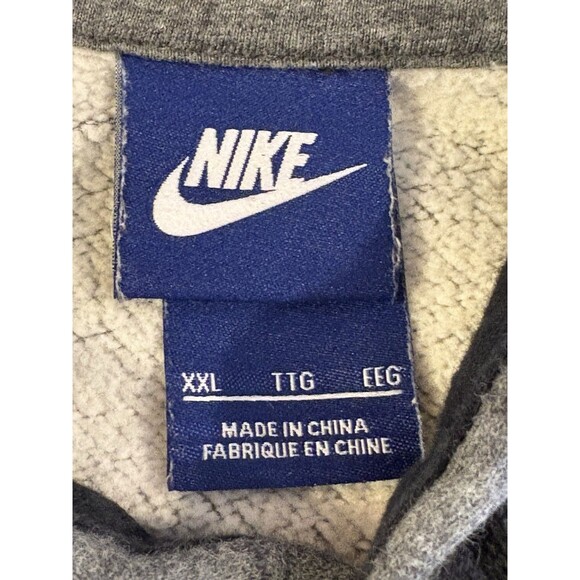 NIKE
XXL TTG EEG
MADE IN CHINA
FABRIQUE EN CHINE